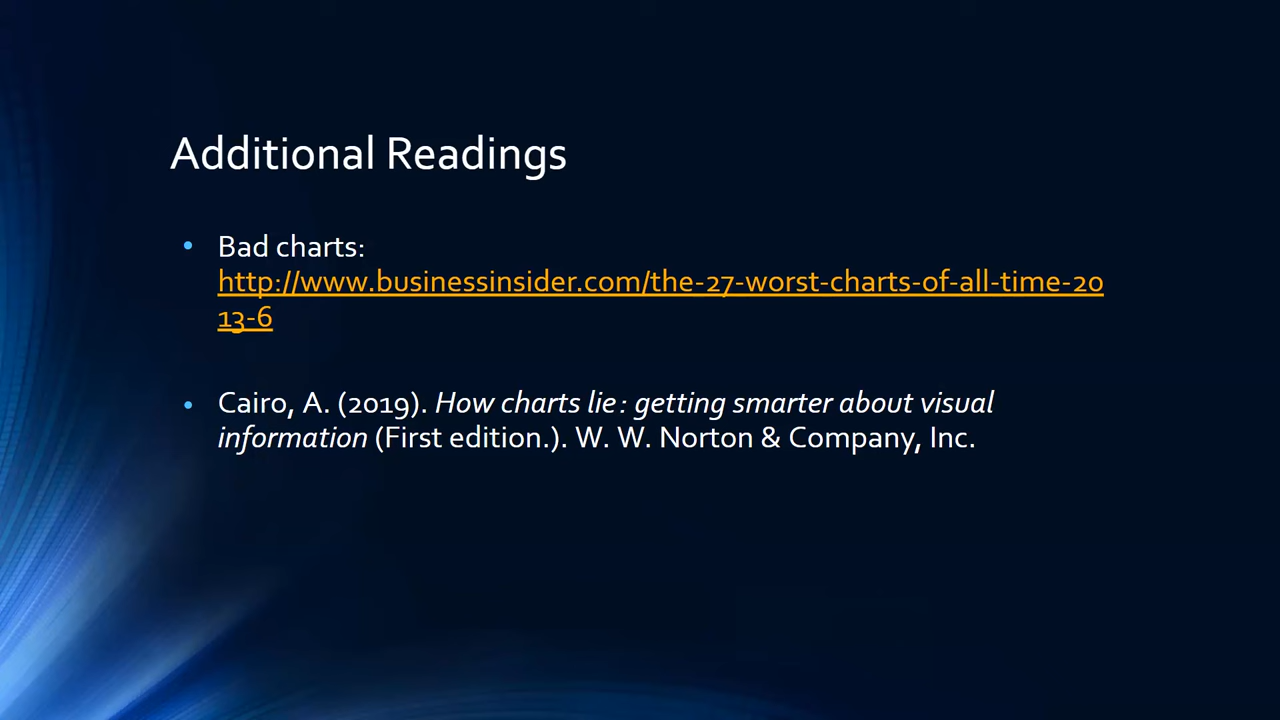 Additional Readings
Bad charts:
http://www.businessinsider.com/the-27-worst-charts-of-all-time-20
13-6
Cairo, A. (2019). How charts lie: getting smarter about visual
information (First edition.). W. W. Norton & Company, Inc.